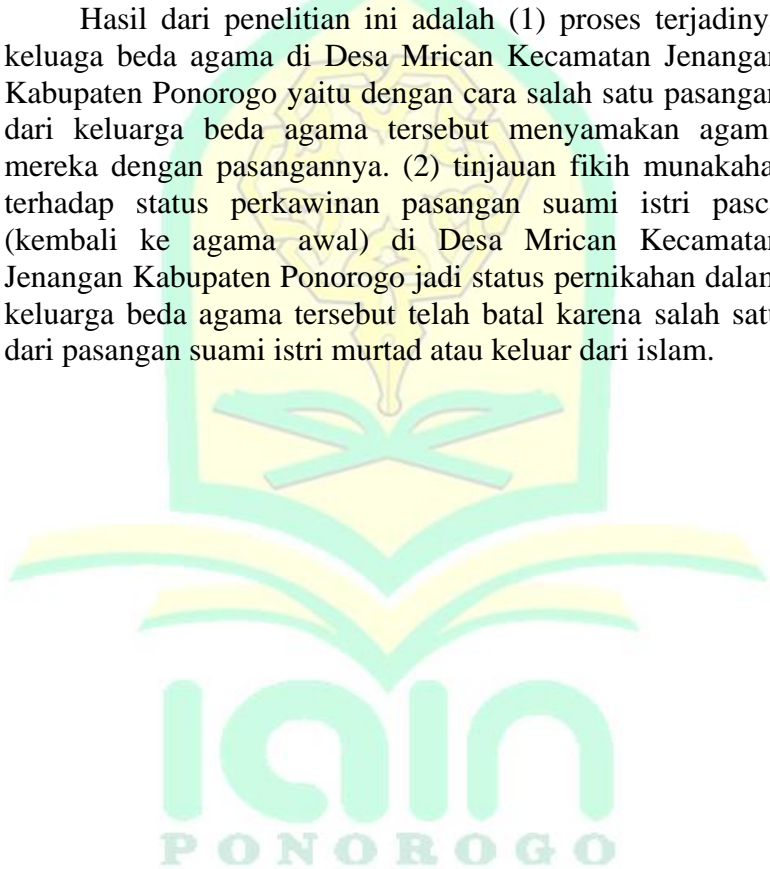 Hasil dari penelitian ini adalah (1) proses terjadiny
keluaga beda agama di Desa Mrican Kecamatan Jenangan
Kabupaten Ponorogo yaitu dengan cara salah satu pasangan
dari keluarga beda agama tersebut menyamakan agam
mereka dengan pasangannya. (2) tinjauan fikih munakaha
terhadap status perkawinan pasangan suami istri pasc
(kembali ke agama awal) di Desa Mrican Kecamatan
Jenangan Kabupaten Ponorogo jadi status pernikahan dalam
keluarga beda agama tersebut telah batal karena salah satu
dari pasangan suami istri murtad atau keluar dari islam.
iain
PONOROGO